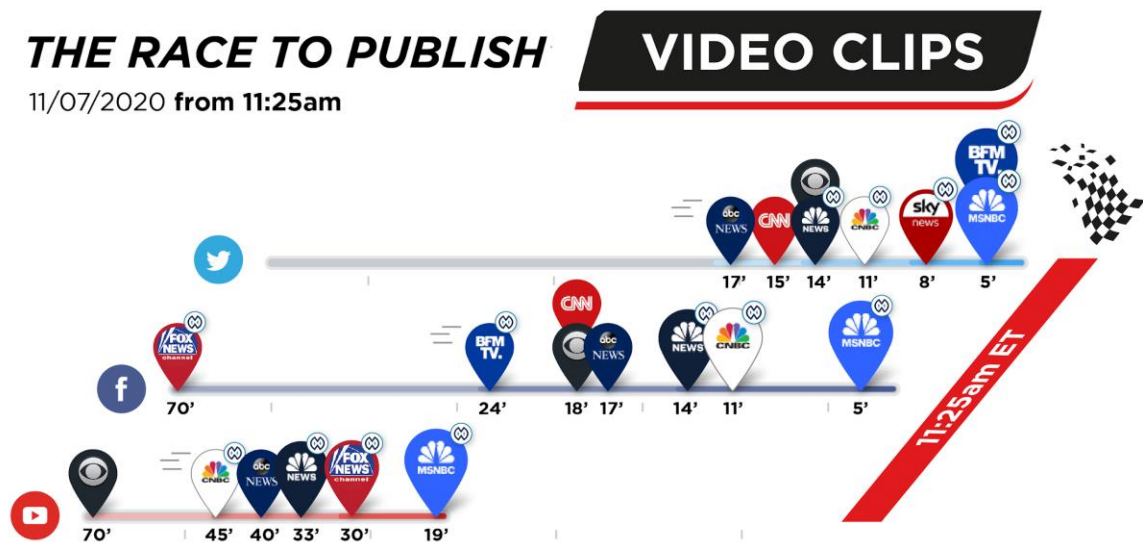 THE RACE TO PUBLISH
VIDEO CLIPS
11/07/2020 from 11:25am
BFM
TV.
abc
NEWS
CNN
NEWS
CNBC
sky
news
MSNBC
17’ 15’ 14’ 11’ 8’ 5’
CNN
FOX
NEWS
channel
BFM
TV.
abc
NEWS
NEWS
CNBC
MSNBC
f
70’ 24’ 18’ 17’ 14’ 11’ 5’
11:25am ET
CNBC
abc
NEWS
NEWS
FOX
NEWS
channel
MSNBC
70’ 45’ 40’ 33’ 30’ 19’